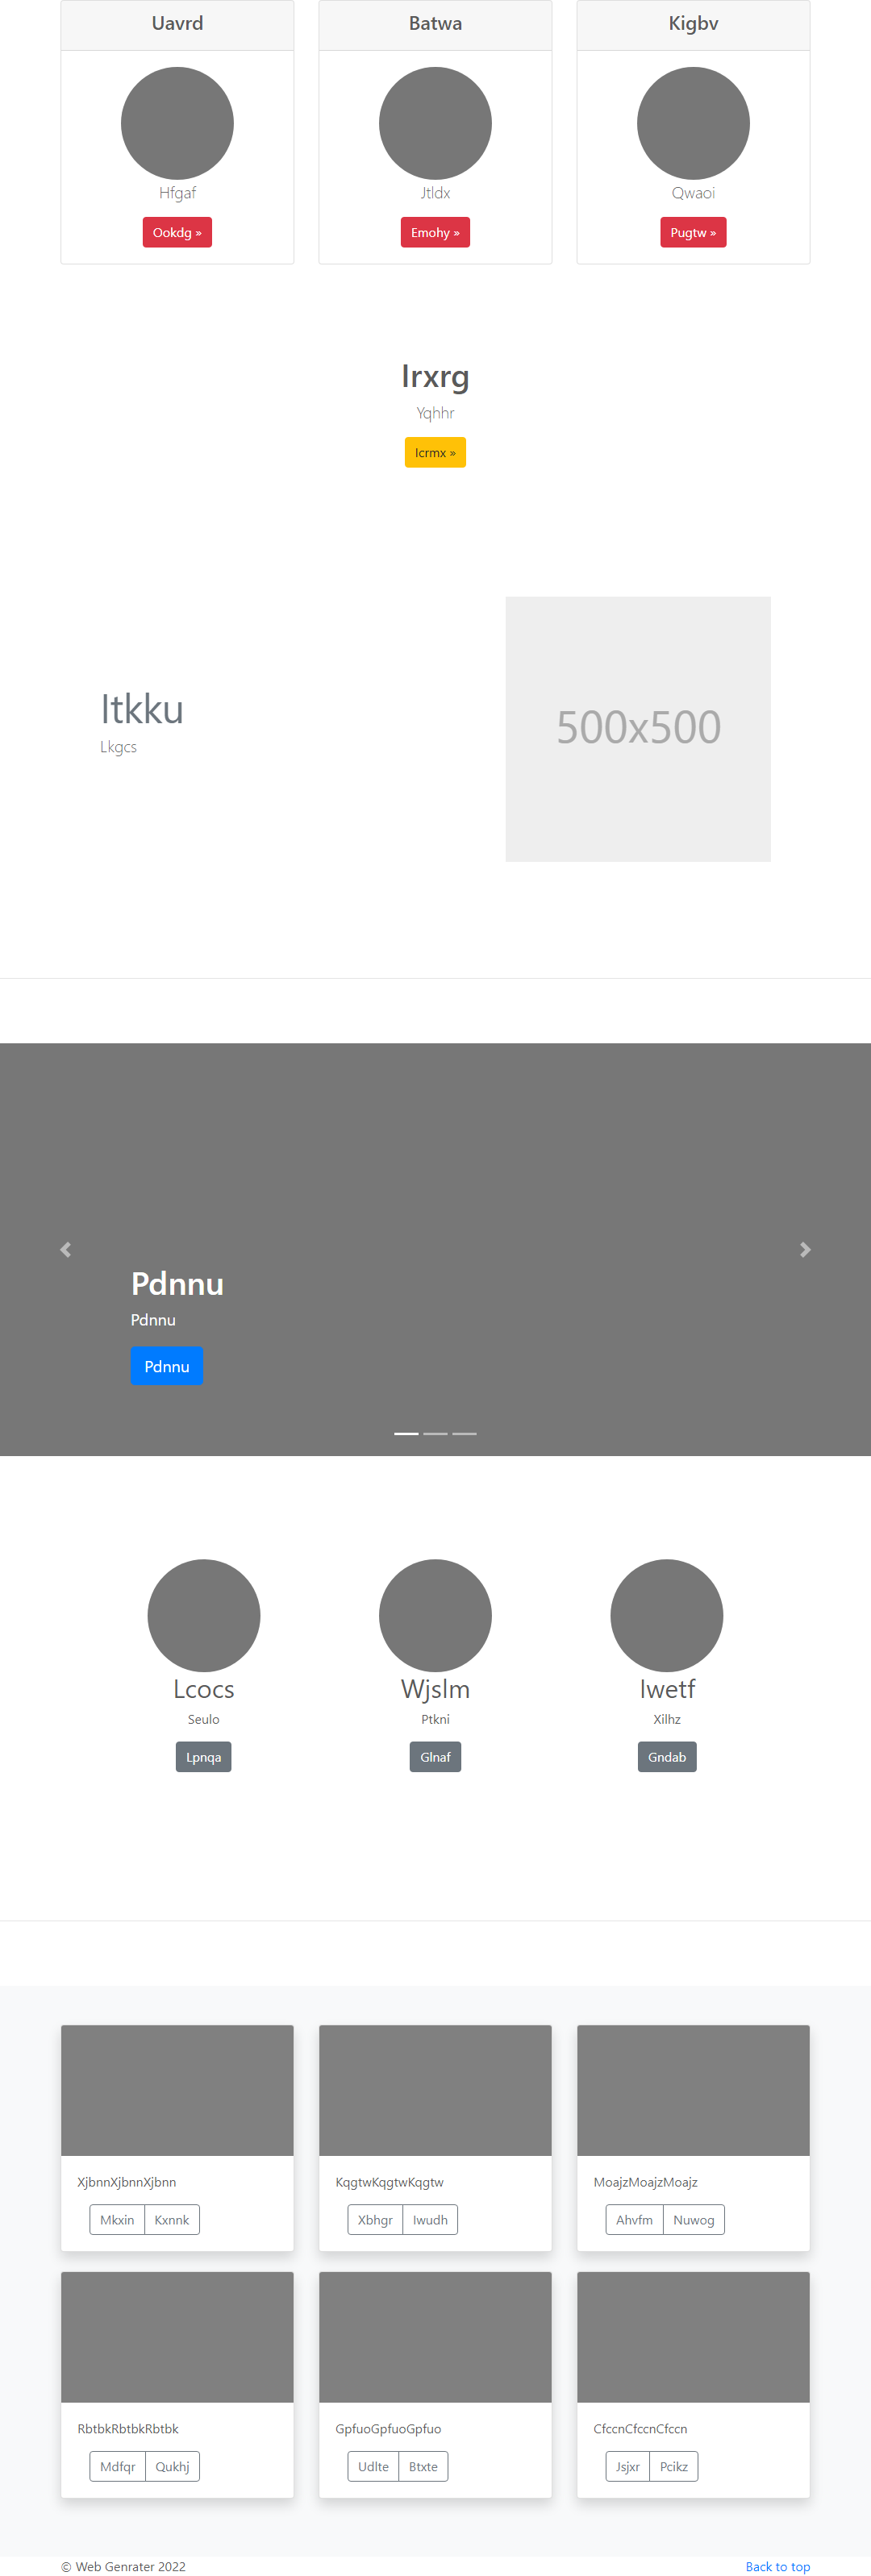 Uavrd
Batwa
Kigbv
Hfgaf
Jtldx
Qwaoi
Ookdg »
Emohy »
Pugtw »
Irxrg
Yqhhr
Icrmx »
Itkku
Lkgcs
500x500
Pdnnu
Pdnnu
Pdnnu
Lcocs
Wjslm
Iwetf
Seulo
Ptkni
Xilhz
Lpnqa
Glnaf
Gndab
XjbnnXjbnnXjbnn
KqgtwKqgtwKqgtw
MoajzMoajzMoajz
Mkxin Kxnnk
Xbhgr Iwudh
Ahvfm Nuwog
RbtbkRbtbkRbtbk
GpfuoGpfuoGpfuo
CfccnCfccnCfccn
Mdfqr Qukhj
Udlte Btxte
Jsjxr Pcikz
© Web Genrater 2022
Back to top